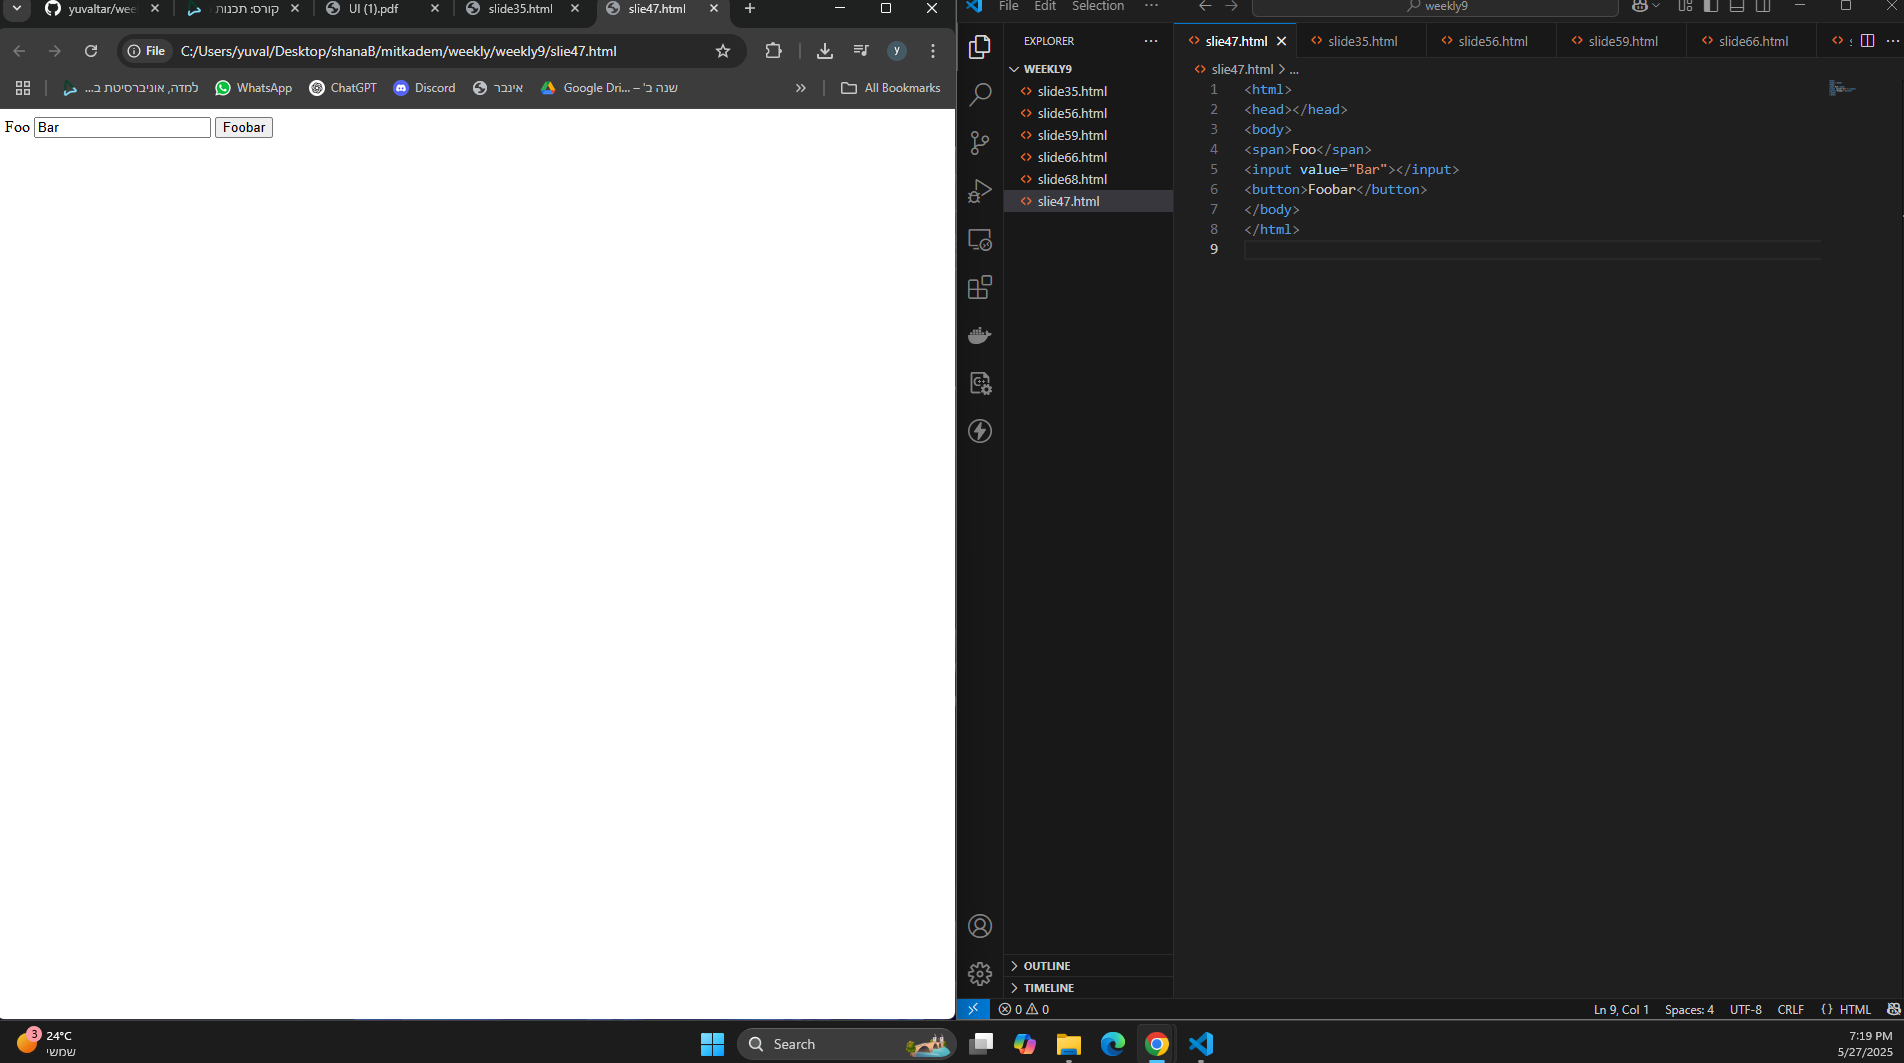 yuvaltar/wee
קורס: תכנות
UI (1).pdf
slide35.html
slie47.html
File
C:/Users/yuval/Desktop/shanaB/mitkadem/weekly/weekly9/slie47.html
y
למדה, אוניברסיטת ב...
WhatsApp
ChatGPT
Discord
אינבר
Google Dri... – שנה ב'
All Bookmarks
Foo Bar Foobar
File Edit Selection ...
weekly9
EXPLORER
WEEKLY9
slide35.html
slide56.html
slide59.html
slide66.html
slide68.html
slie47.html
OUTLINE
TIMELINE
slie47.html slide35.html slide56.html slide59.html slide66.html
slie47.html > ...
1 <html>
2 <head></head>
3 <body>
4 <span>Foo</span>
5 <input value="Bar"></input>
6 <button>Foobar</button>
7 </body>
8 </html>
9
0 0 Ln 9, Col 1 Spaces: 4 UTF-8 CRLF {} HTML
3 24°C
שמשי
Search
7:19 PM
5/27/2025